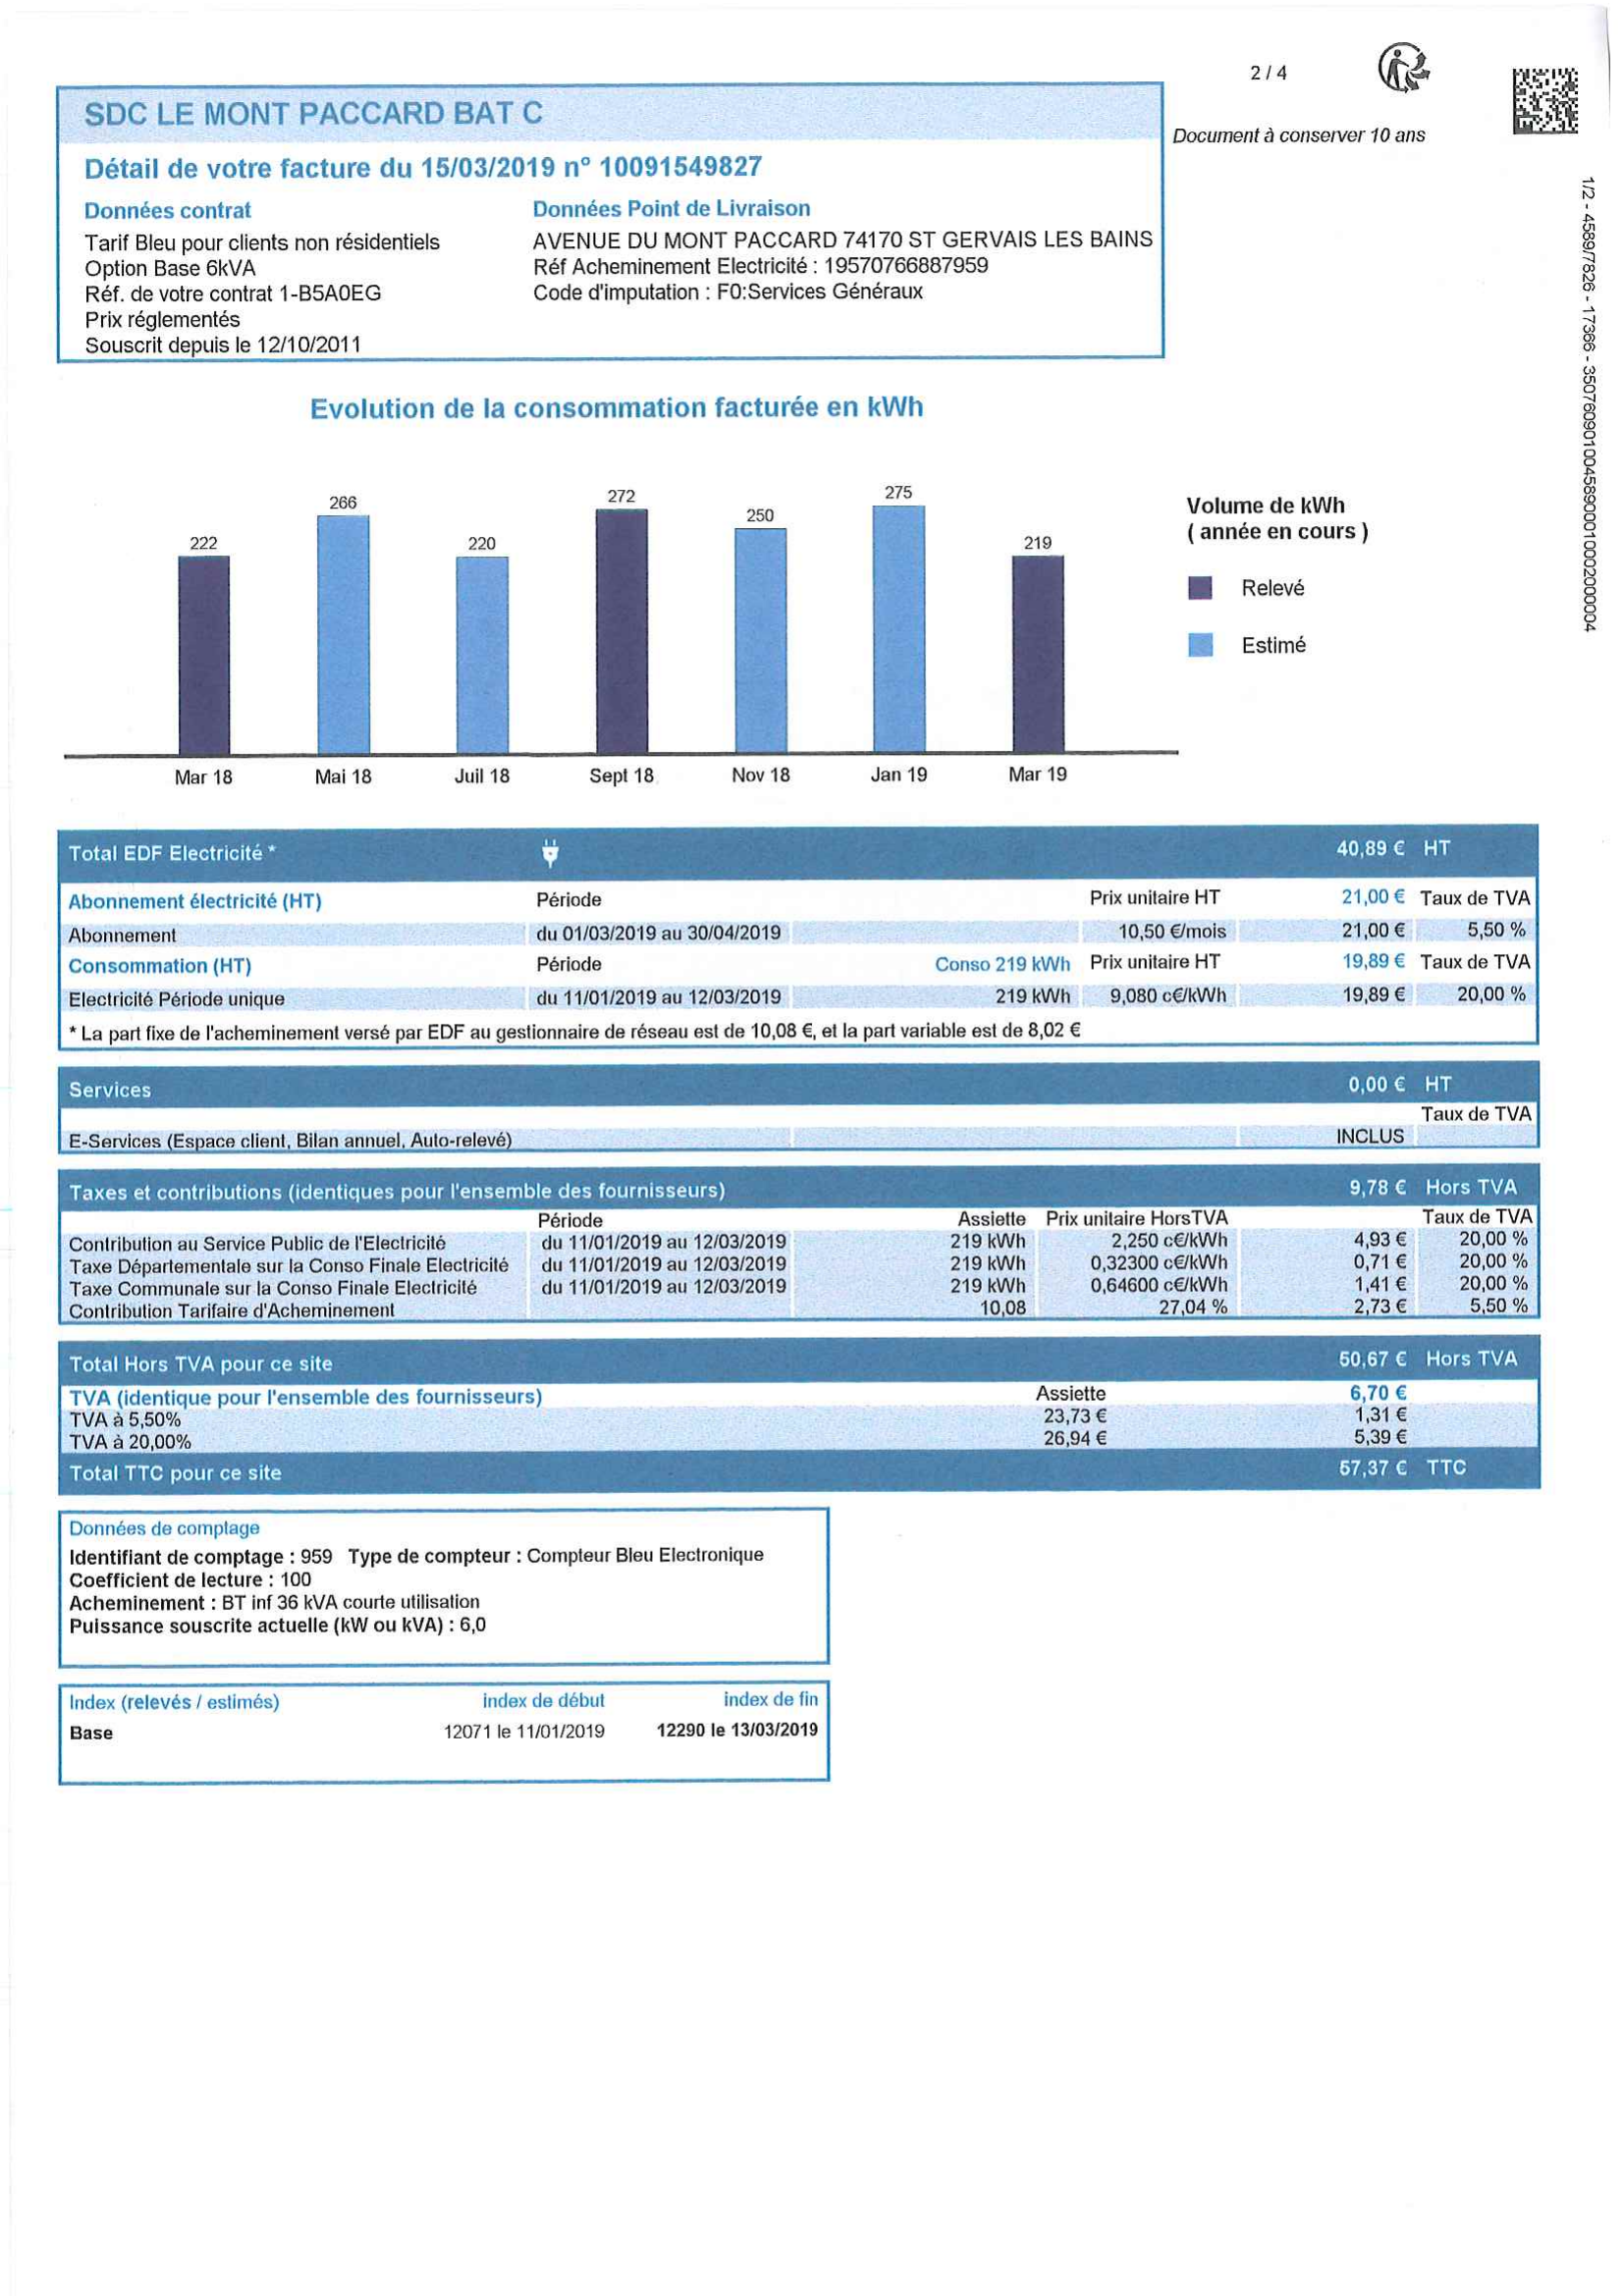 2 / 4
SDC LE MONT PACCARD BAT C
Document à conserver 10 ans
Détail de votre facture du 15/03/2019 n° 10091549827
Données contrat Données Point de Livraison
Tarif Bleu pour clients non résidentiels AVENUE DU MONT PACCARD 74170 ST GERVAIS LES BAINS
Option Base 6kVA Réf Acheminement Electricité : 19570766887959
Réf. de votre contrat 1-B5A0EG Code d'imputation : F0:Services Généraux
Prix réglementés
Souscrit depuis le 12/10/2011
1/2 - 4589/7826 - 17366 - 35076090100458900010002000004
Evolution de la consommation facturée en kWh
222 266 220 272 250 275 219
Volume de kWh
( année en cours )
Relevé
Estimé
Mar 18 Mai 18 Juil 18 Sept 18 Nov 18 Jan 19 Mar 19
Total EDF Electricité * 40,89 € HT
Abonnement électricité (HT) Période Prix unitaire HT 21,00 € Taux de TVA
Abonnement du 01/03/2019 au 30/04/2019 10,50 €/mois 21,00 € 5,50 %
Consommation (HT) Période Conso 219 kWh Prix unitaire HT 19,89 € Taux de TVA
Electricité Période unique du 11/01/2019 au 12/03/2019 219 kWh 9,080 c€/kWh 19,89 € 20,00 %
* La part fixe de l'acheminement versé par EDF au gestionnaire de réseau est de 10,08 €, et la part variable est de 8,02 €
Services 0,00 € HT
Taux de TVA
E-Services (Espace client, Bilan annuel, Auto-relevé) INCLUS
Taxes et contributions (identiques pour l'ensemble des fournisseurs) 9,78 € Hors TVA
Période Assiette Prix unitaire HorsTVA Taux de TVA
Contribution au Service Public de l'Electricité du 11/01/2019 au 12/03/2019 219 kWh 2,250 c€/kWh 4,93 € 20,00 %
Taxe Départementale sur la Conso Finale Electricité du 11/01/2019 au 12/03/2019 219 kWh 0,32300 c€/kWh 0,71 € 20,00 %
Taxe Communale sur la Conso Finale Electricité du 11/01/2019 au 12/03/2019 219 kWh 0,64600 c€/kWh 1,41 € 20,00 %
Contribution Tarifaire d'Acheminement 10,08 27,04 % 2,73 € 5,50 %
Total Hors TVA pour ce site 50,67 € Hors TVA
TVA (identique pour l'ensemble des fournisseurs) Assiette 6,70 €
TVA à 5,50% 23,73 € 1,31 €
TVA à 20,00% 26,94 € 5,39 €
Total TTC pour ce site 57,37 € TTC
Données de comptage
Identifiant de comptage : 959 Type de compteur : Compteur Bleu Electronique
Coefficient de lecture : 100
Acheminement : BT inf 36 kVA courte utilisation
Puissance souscrite actuelle (kW ou kVA) : 6,0
Index (relevés / estimés) index de début index de fin
Base 12071 le 11/01/2019 12290 le 13/03/2019